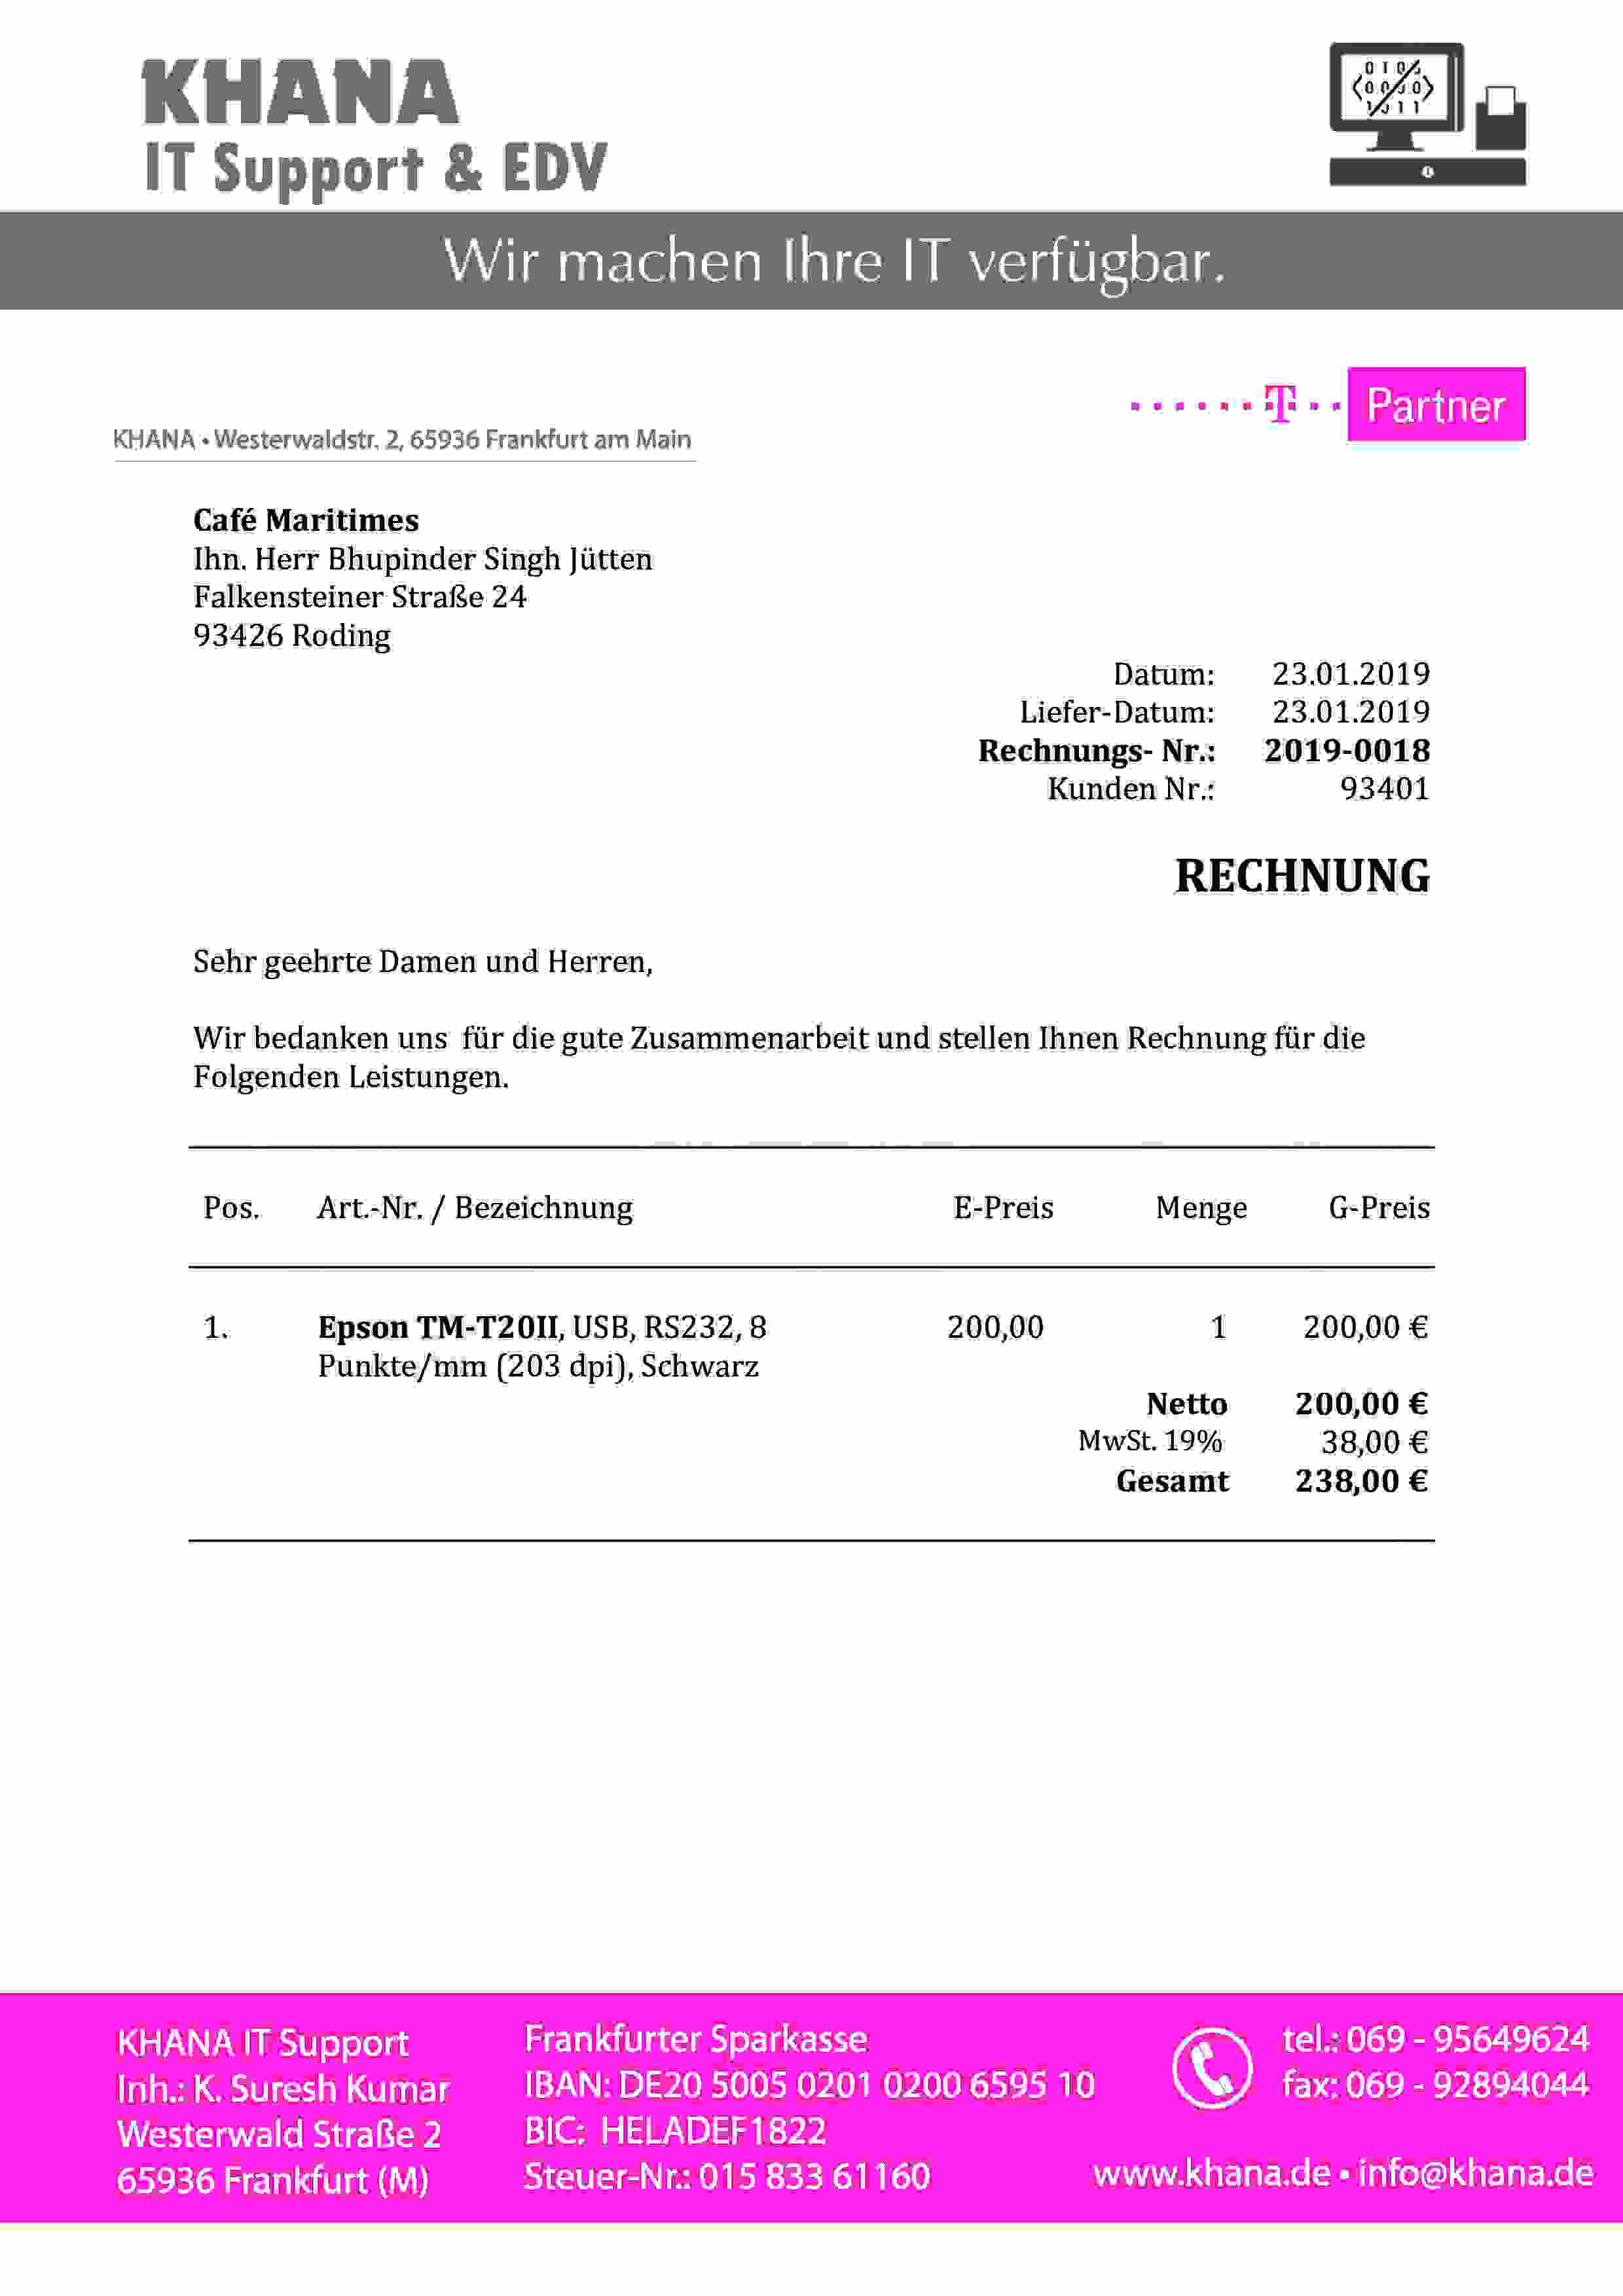 KHANA
IT Support & EDV
Wir machen Ihre IT verfügbar.
T Partner
KHANA • Westerwaldstr. 2, 65936 Frankfurt am Main
Café Maritimes
Ihn. Herr Bhupinder Singh Jütten
Falkensteiner Straße 24
93426 Roding
Datum: 23.01.2019
Liefer-Datum: 23.01.2019
Rechnungs- Nr.: 2019-0018
Kunden Nr.: 93401
RECHNUNG
Sehr geehrte Damen und Herren,
Wir bedanken uns für die gute Zusammenarbeit und stellen Ihnen Rechnung für die
Folgenden Leistungen.
Pos. Art.-Nr. / Bezeichnung E-Preis Menge G-Preis
1. Epson TM-T20II, USB, RS232, 8 200,00 1 200,00 €
Punkte/mm (203 dpi), Schwarz
Netto 200,00 €
MwSt. 19% 38,00 €
Gesamt 238,00 €
KHANA IT Support
Inh.: K. Suresh Kumar
Westerwald Straße 2
65936 Frankfurt (M)
Frankfurter Sparkasse
IBAN: DE20 5005 0201 0200 6595 10
BIC: HELADEF1822
Steuer-Nr.: 015 833 61160
tel.: 069 - 95649624
fax: 069 - 92894044
www.khana.de • info@khana.de